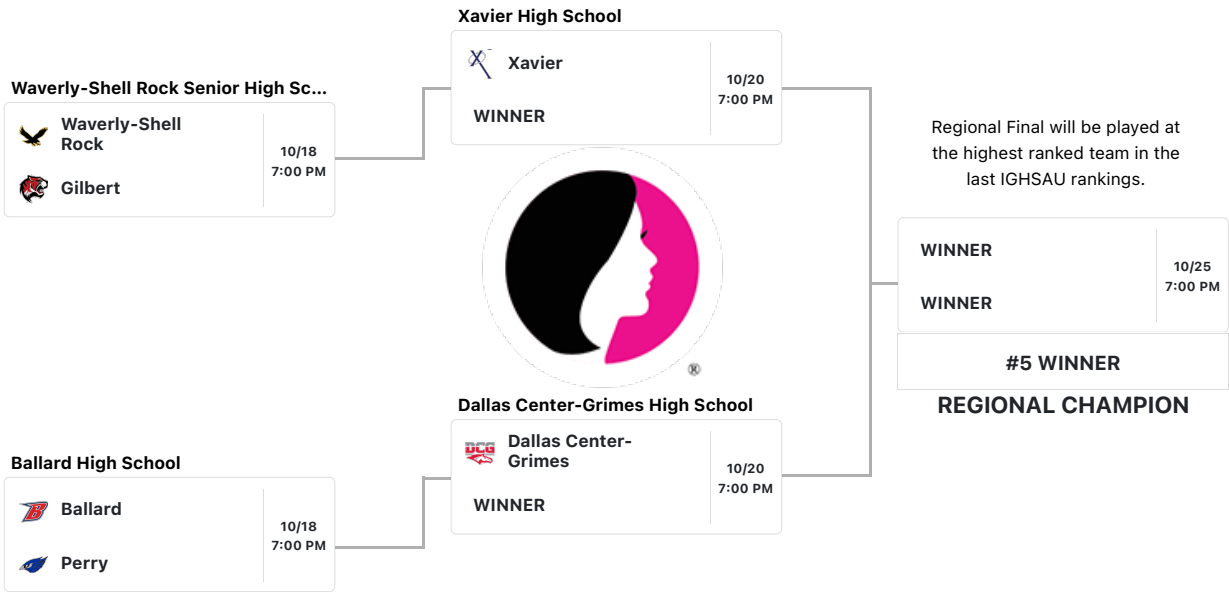 Xavier High School
Xavier
WINNER
10/20
7:00 PM
Waverly-Shell Rock Senior High Sc...
Waverly-Shell
Rock
Gilbert
10/18
7:00 PM
Regional Final will be played at
the highest ranked team in the
last IGHSAU rankings.
WINNER
WINNER
10/25
7:00 PM
#5 WINNER
REGIONAL CHAMPION
®
Dallas Center-Grimes High School
DCG
Dallas Center-
Grimes
WINNER
10/20
7:00 PM
Ballard High School
B
Ballard
Perry
10/18
7:00 PM